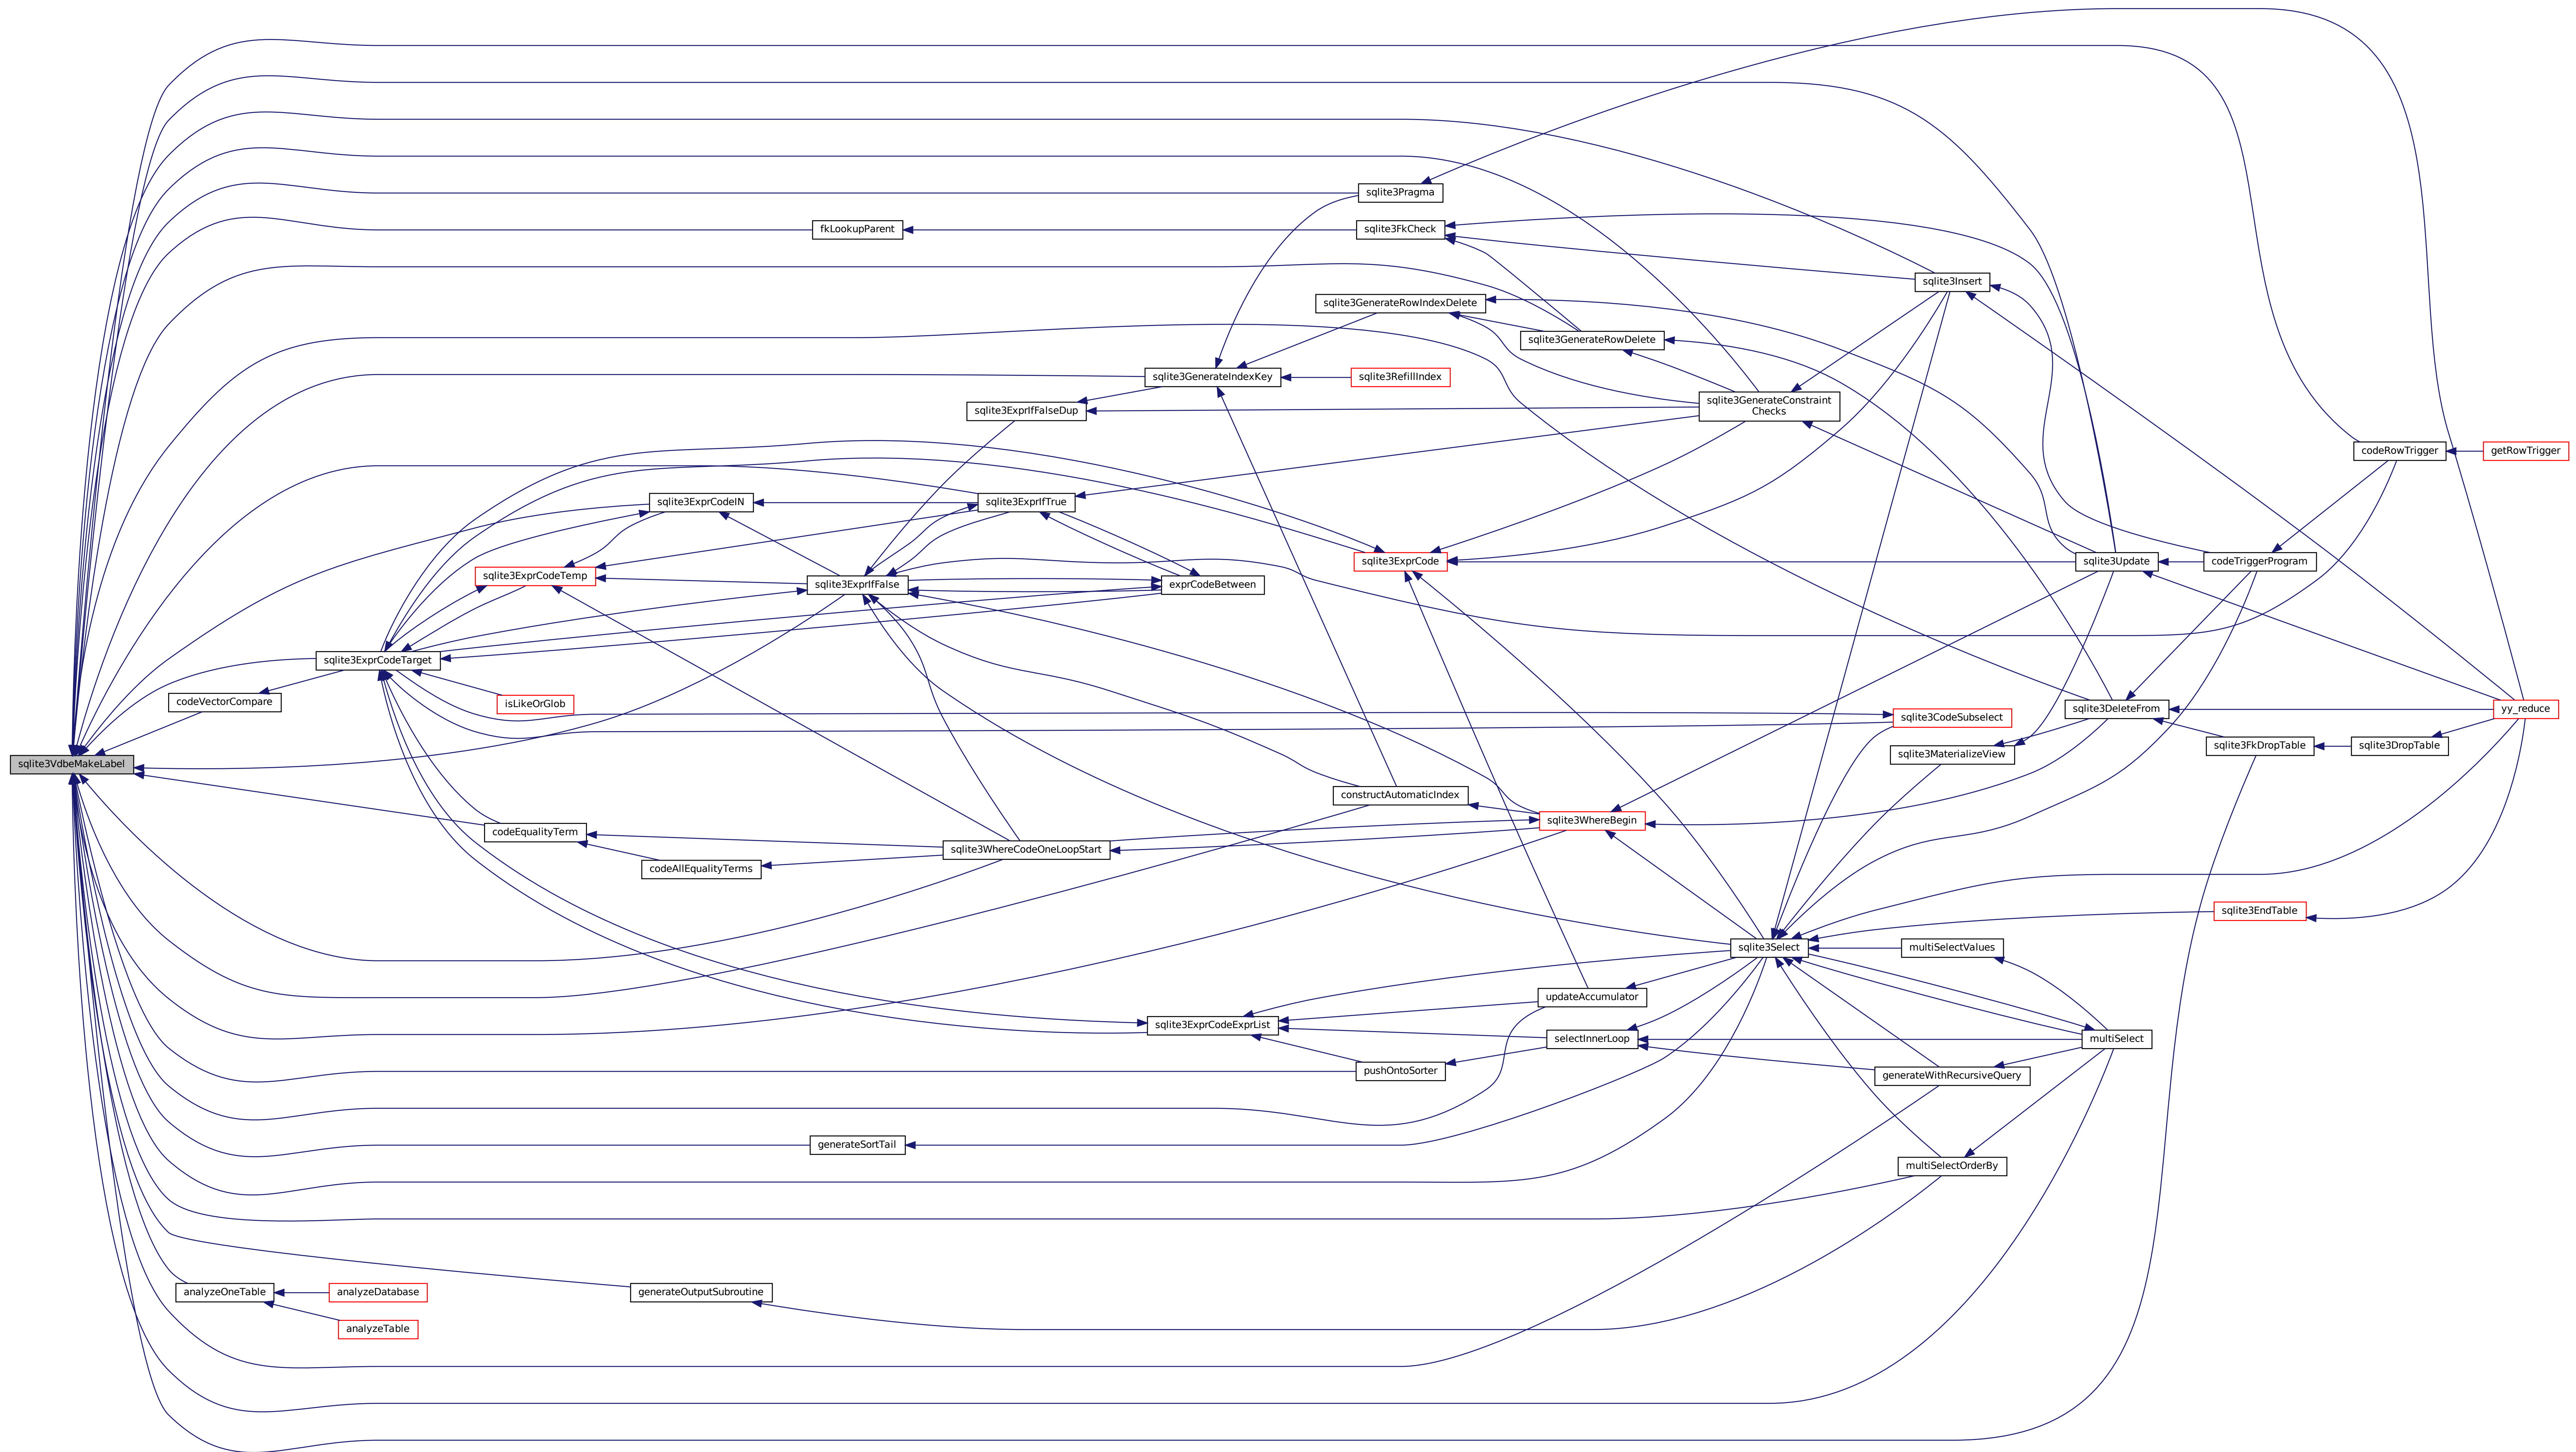 sqlite3Pragma
fkLookupParent
sqlite3FkCheck
sqlite3Insert
sqlite3GenerateRowIndexDelete
sqlite3GenerateRowDelete
sqlite3GenerateIndexKey
sqlite3RefillIndex
sqlite3ExprIfFalseDup
sqlite3GenerateConstraint
Checks
codeRowTrigger
getRowTrigger
sqlite3ExprCodeIN
sqlite3ExprIfTrue
sqlite3ExprCode
sqlite3Update
codeTriggerProgram
sqlite3ExprCodeTemp
sqlite3ExprIfFalse
exprCodeBetween
sqlite3ExprCodeTarget
codeVectorCompare
isLikeOrGlob
sqlite3CodeSubselect
sqlite3DeleteFrom
yy_reduce
sqlite3MaterializeView
sqlite3FkDropTable
sqlite3DropTable
sqlite3VdbeMakeLabel
constructAutomaticIndex
sqlite3WhereBegin
codeEqualityTerm
sqlite3WhereCodeOneLoopStart
codeAllEqualityTerms
sqlite3EndTable
sqlite3Select
multiSelectValues
updateAccumulator
sqlite3ExprCodeExprList
selectInnerLoop
multiSelect
pushOntoSorter
generateWithRecursiveQuery
generateSortTail
multiSelectOrderBy
analyzeOneTable
analyzeDatabase
generateOutputSubroutine
analyzeTable